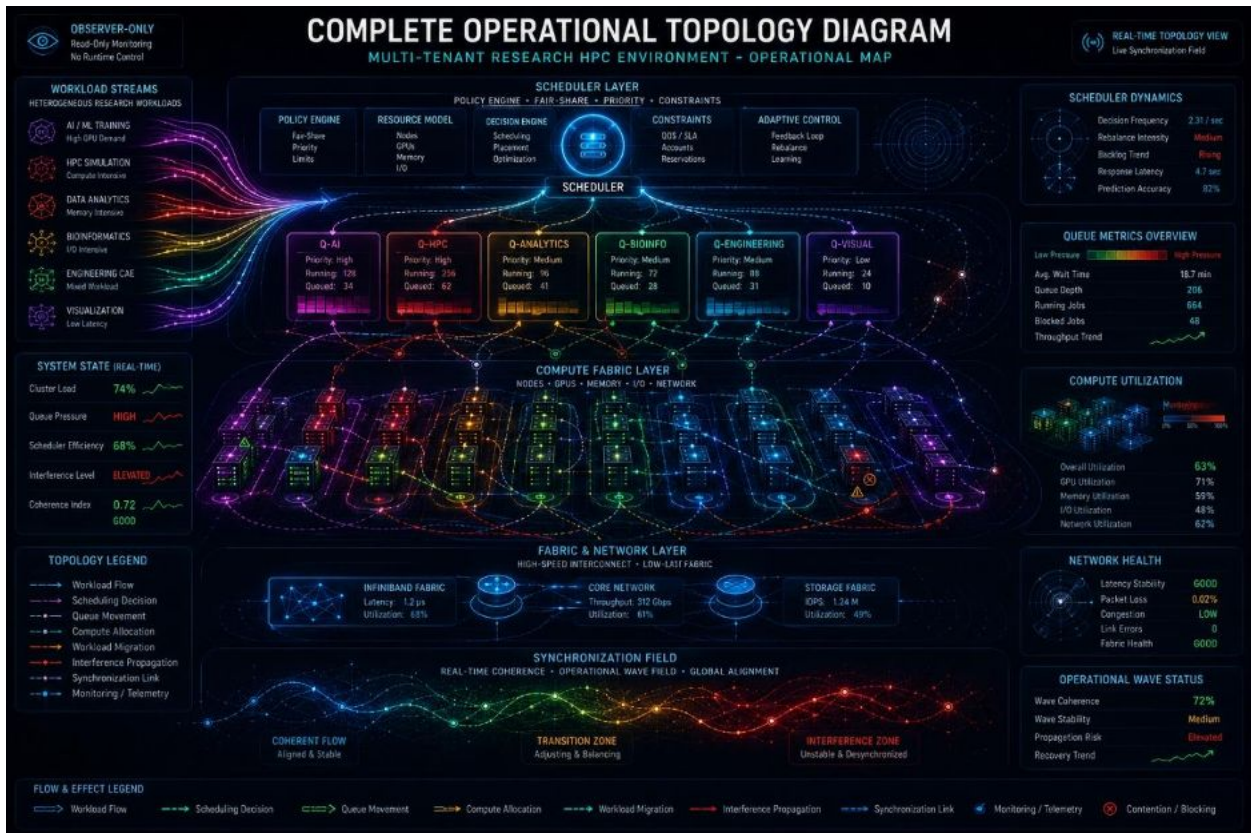 OBSERVER-ONLY
Read-Only Monitoring
No Runtime Control
COMPLETE OPERATIONAL TOPOLOGY DIAGRAM
MULTI-TENANT RESEARCH HPC ENVIRONMENT - OPERATIONAL MAP
REAL-TIME TOPOLOGY VIEW
Live Synchronization Field
WORKLOAD STREAMS
HETEROGENEOUS RESEARCH WORKLOADS
AI / ML TRAINING
High GPU Demand
HPC SIMULATION
Compute Intensive
DATA ANALYTICS
Memory Intensive
BIOINFORMATICS
I/O Intensive
ENGINEERING CAE
Mixed Workload
VISUALIZATION
Low Latency
SCHEDULER LAYER
POLICY ENGINE • FAIR-SHARE • PRIORITY • CONSTRAINTS
POLICY ENGINE
Fair-Share
Priority
Limits
RESOURCE MODEL
Nodes
GPUs
Memory
I/O
DECISION ENGINE
Scheduling
Placement
Optimization
CONSTRAINTS
QOS / SLA
Accounts
Reservations
ADAPTIVE CONTROL
Feedback Loop
Rebalance
Learning
SCHEDULER
Q-AI
Priority: High
Running: 128
Queued: 34
Q-HPC
Priority: High
Running: 256
Queued: 62
Q-ANALYTICS
Priority: Medium
Running: 96
Queued: 41
Q-BIOINFO
Priority: Medium
Running: 72
Queued: 28
Q-ENGINEERING
Priority: Medium
Running: 88
Queued: 31
Q-VISUAL
Priority: Low
Running: 24
Queued: 10
SCHEDULER DYNAMICS
Decision Frequency 2.31 / sec
Rebalance Intensity Medium
Backlog Trend Rising
Response Latency 4.7 sec
Prediction Accuracy 82%
QUEUE METRICS OVERVIEW
Low Pressure High Pressure
Avg. Wait Time 18.7 min
Queue Depth 206
Running Jobs 664
Blocked Jobs 48
Throughput Trend
SYSTEM STATE (REAL-TIME)
Cluster Load 74%
Queue Pressure HIGH
Scheduler Efficiency 68%
Interference Level ELEVATED
Coherence Index 0.72
GOOD
COMPUTE FABRIC LAYER
NODES • GPUS • MEMORY • I/O • NETWORK
COMPUTE UTILIZATION
0% 50% 100%
Overall Utilization 63%
GPU Utilization 71%
Memory Utilization 59%
I/O Utilization 48%
Network Utilization 62%
TOPOLOGY LEGEND
Workload Flow
Scheduling Decision
Queue Movement
Compute Allocation
Workload Migration
Interference Propagation
Synchronization Link
Monitoring / Telemetry
FABRIC & NETWORK LAYER
HIGH-SPEED INTERCONNECT •
INFINIBAND FABRIC
Latency: 1.2 µs
Utilization: 68%
CORE NETWORK
Throughput: 312 Gbps
Utilization: 61%
STORAGE FABRIC
IOPS: 1.24 M
Utilization: 49%
NETWORK HEALTH
Latency Stability GOOD
Packet Loss 0.02%
Congestion LOW
Link Errors 0
Fabric Health GOOD
SYNCHRONIZATION FIELD
REAL-TIME COHERENCE • OPERATIONAL WAVE FIELD • GLOBAL ALIGNMENT
COHERENT FLOW
Aligned & Stable
TRANSITION ZONE
Adjusting & Balancing
INTERFERENCE ZONE
Unstable & Desynchronized
OPERATIONAL WAVE STATUS
Wave Coherence 72%
Wave Stability Medium
Propagation Risk Elevated
Recovery Trend
FLOW & EFFECT LEGEND
Workload Flow Scheduling Decision Queue Movement Compute Allocation Workload Migration Interference Propagation Synchronization Link Monitoring / Telemetry Contention / Blocking